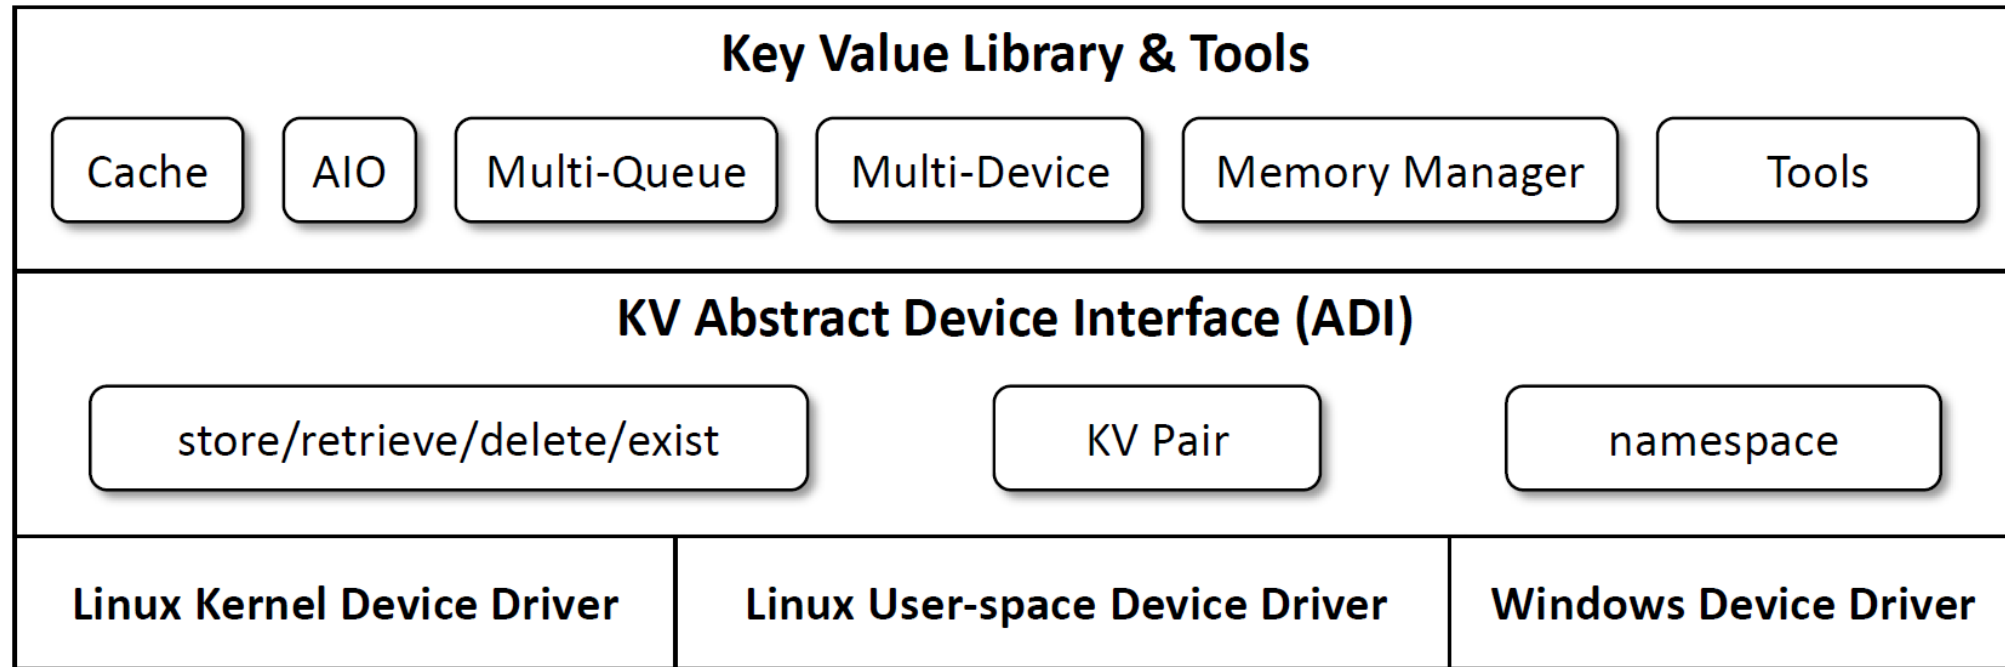 Key Value Library & Tools
Cache AIO Multi-Queue Multi-Device Memory Manager Tools
KV Abstract Device Interface (ADI)
store/retrieve/delete/exist KV Pair namespace
Linux Kernel Device Driver Linux User-space Device Driver Windows Device Driver